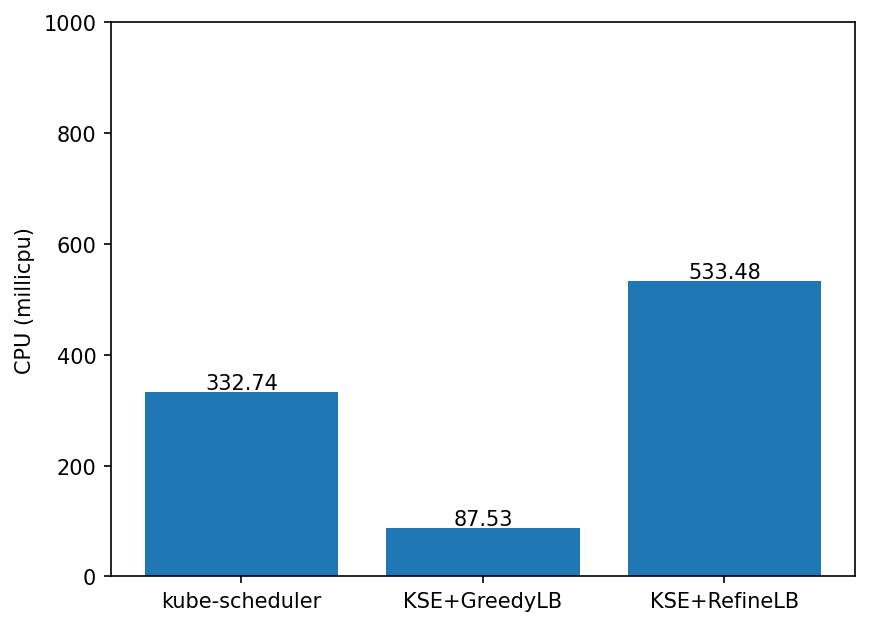 1000
800
600
400
200
0
CPU (millicpu)
332.74
87.53
533.48
kube-scheduler
KSE+GreedyLB
KSE+RefineLB